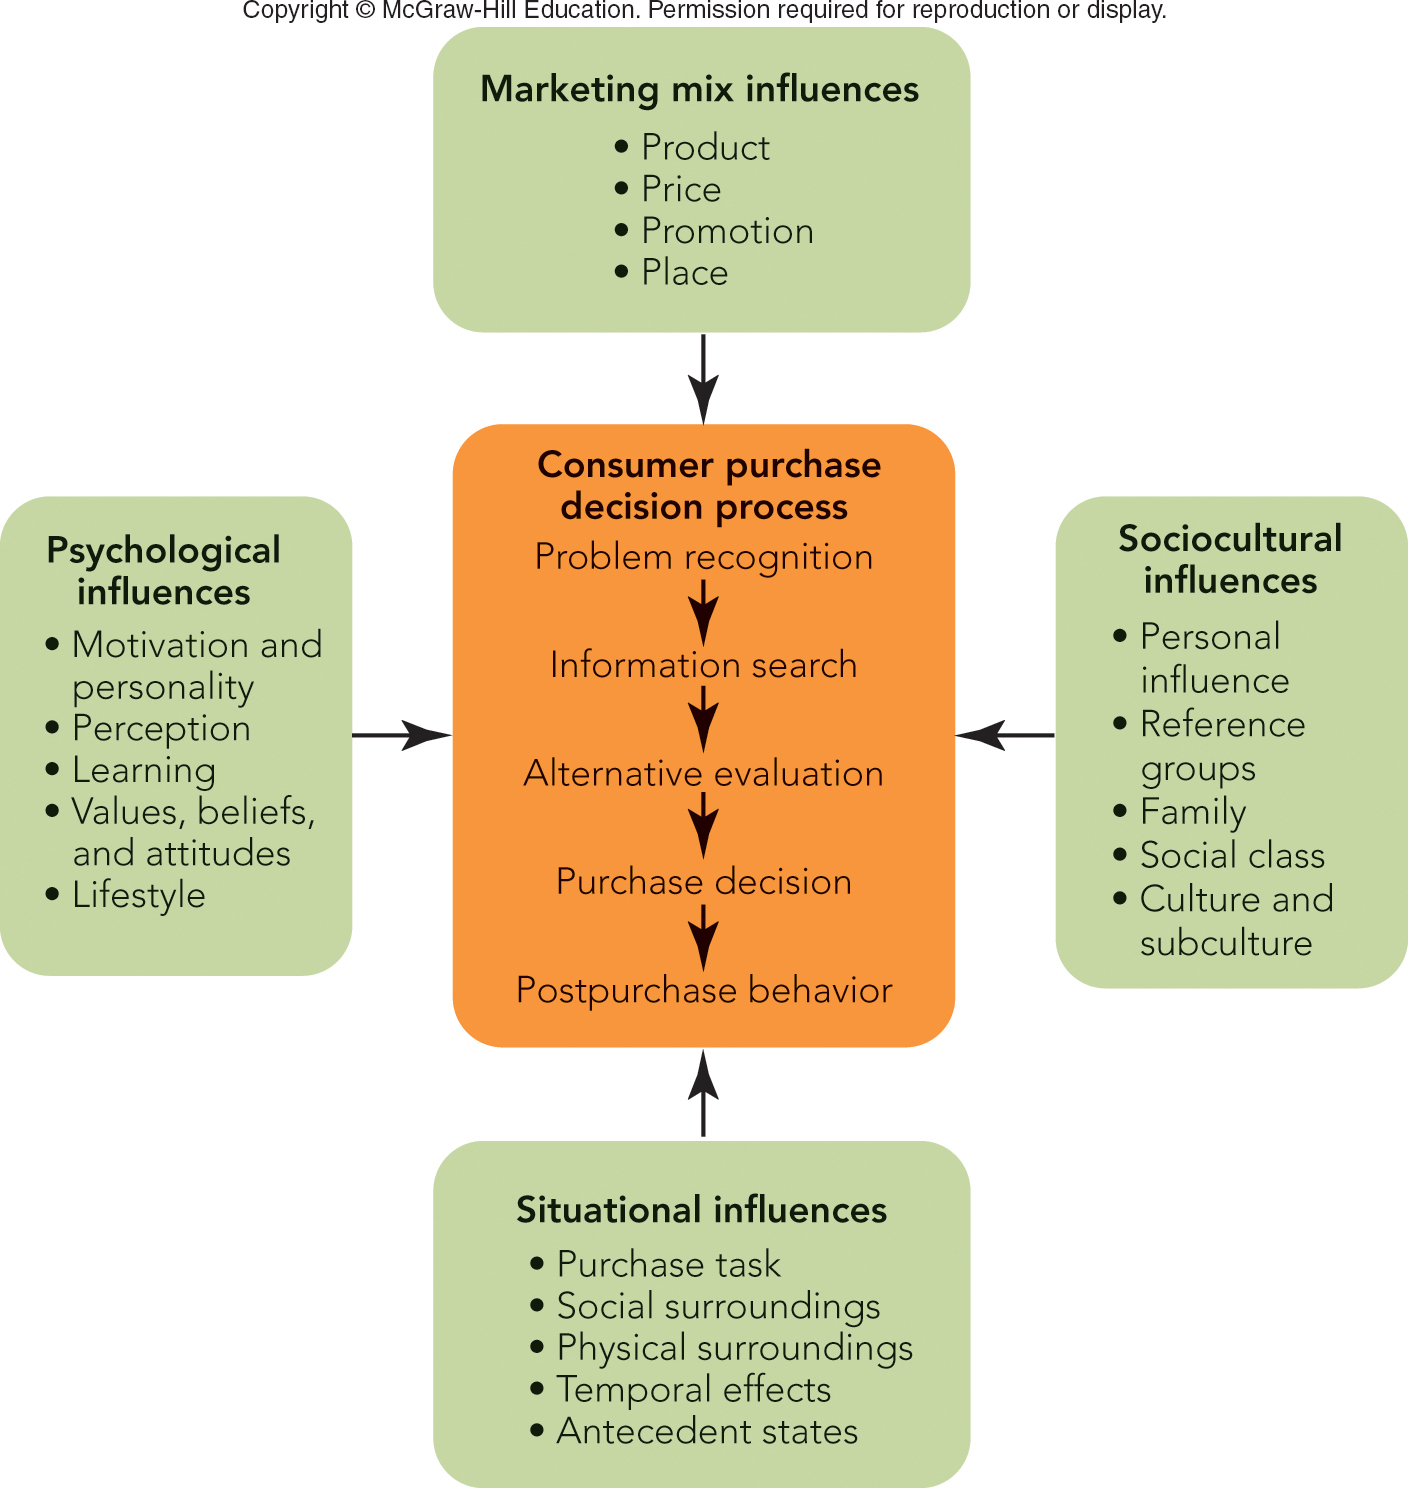 Copyright © McGraw-Hill Education. Permission required for reproduction or display.
Marketing mix influences
• Product
• Price
• Promotion
• Place
Psychological
influences
• Motivation and
personality
• Perception
• Learning
• Values, beliefs,
and attitudes
• Lifestyle
Consumer purchase
decision process
Problem recognition
Information search
Alternative evaluation
Purchase decision
Postpurchase behavior
Sociocultural
influences
• Personal
influence
• Reference
groups
• Family
• Social class
• Culture and
subculture
Situational influences
• Purchase task
• Social surroundings
• Physical surroundings
• Temporal effects
• Antecedent states